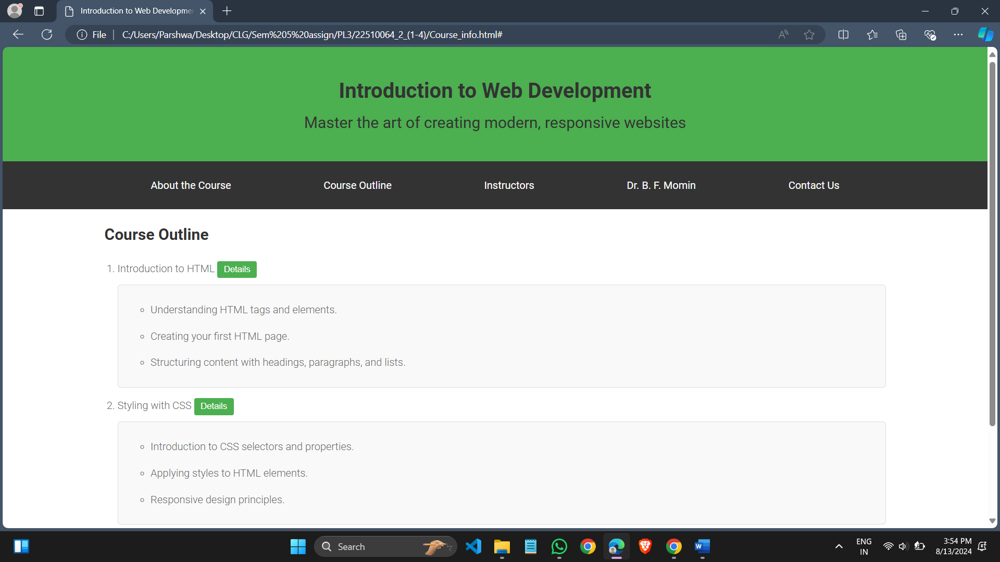 Introduction to Web Developmer
File
C:/Users/Parshwa/Desktop/CLG/Sem%205%20assign/PL3/22510064_2_(1-4)/Course_info.html#
Introduction to Web Development
Master the art of creating modern, responsive websites
About the Course Course Outline Instructors Dr. B. F. Momin Contact Us
Course Outline
1. Introduction to HTML Details
Understanding HTML tags and elements.
Creating your first HTML page.
Structuring content with headings, paragraphs, and lists.
2. Styling with CSS Details
Introduction to CSS selectors and properties.
Applying styles to HTML elements.
Responsive design principles.
Search
W
ENG
IN
3:54 PM
8/13/2024